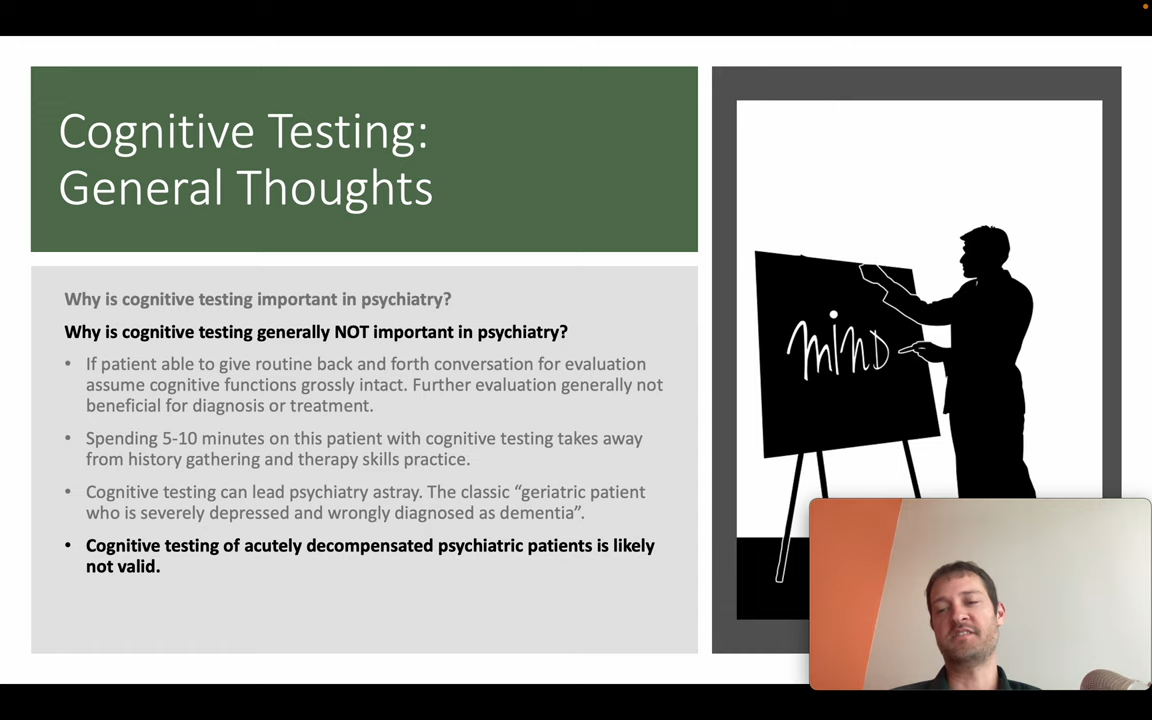 Cognitive Testing:
General Thoughts
Why is cognitive testing important in psychiatry?
Why is cognitive testing generally NOT important in psychiatry?
• If patient able to give routine back and forth conversation for evaluation
assume cognitive functions grossly intact. Further evaluation generally not
beneficial for diagnosis or treatment.
• Spending 5-10 minutes on this patient with cognitive testing takes away
from history gathering and therapy skills practice.
• Cognitive testing can lead psychiatry astray. The classic “geriatric patient
who is severely depressed and wrongly diagnosed as dementia”.
• Cognitive testing of acutely decompensated psychiatric patients is likely
not valid.
mind